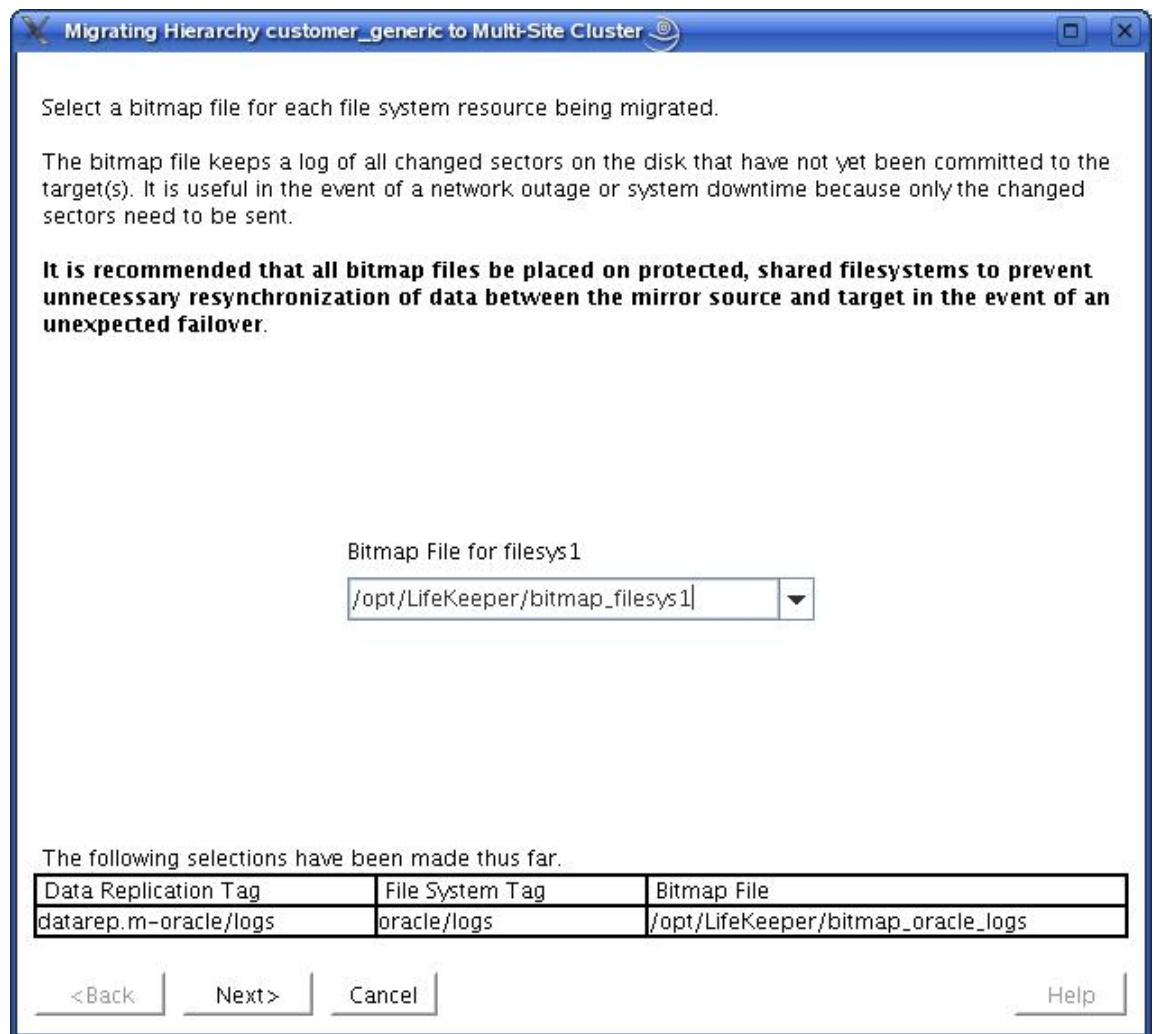 Migrating Hierarchy customer_generic to Multi-Site Cluster
Select a bitmap file for each file system resource being migrated.
The bitmap file keeps a log of all changed sectors on the disk that have not yet been committed to the
target(s). It is useful in the event of a network outage or system downtime because only the changed
sectors need to be sent.
It is recommended that all bitmap files be placed on protected, shared filesystems to prevent
unnecessary resynchronization of data between the mirror source and target in the event of an
unexpected failover.
Bitmap File for filesys1
/opt/LifeKeeper/bitmap_filesys1
The following selections have been made thus far.
Data Replication Tag File System Tag Bitmap File
datarep.m-oracle/logs oracle/logs /opt/LifeKeeper/bitmap_oracle_logs
<Back Next> Cancel Help